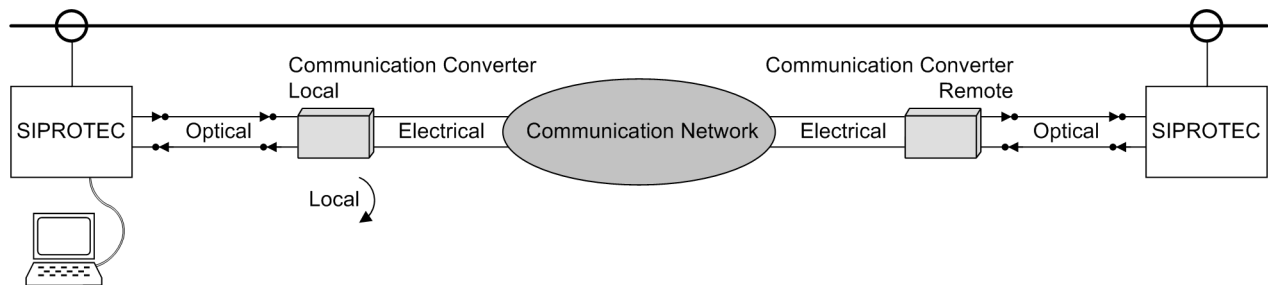 Communication Converter
Local
Communication Converter
Remote
SIPROTEC
Optical
Electrical
Communication Network
Electrical
Optical
SIPROTEC
Local